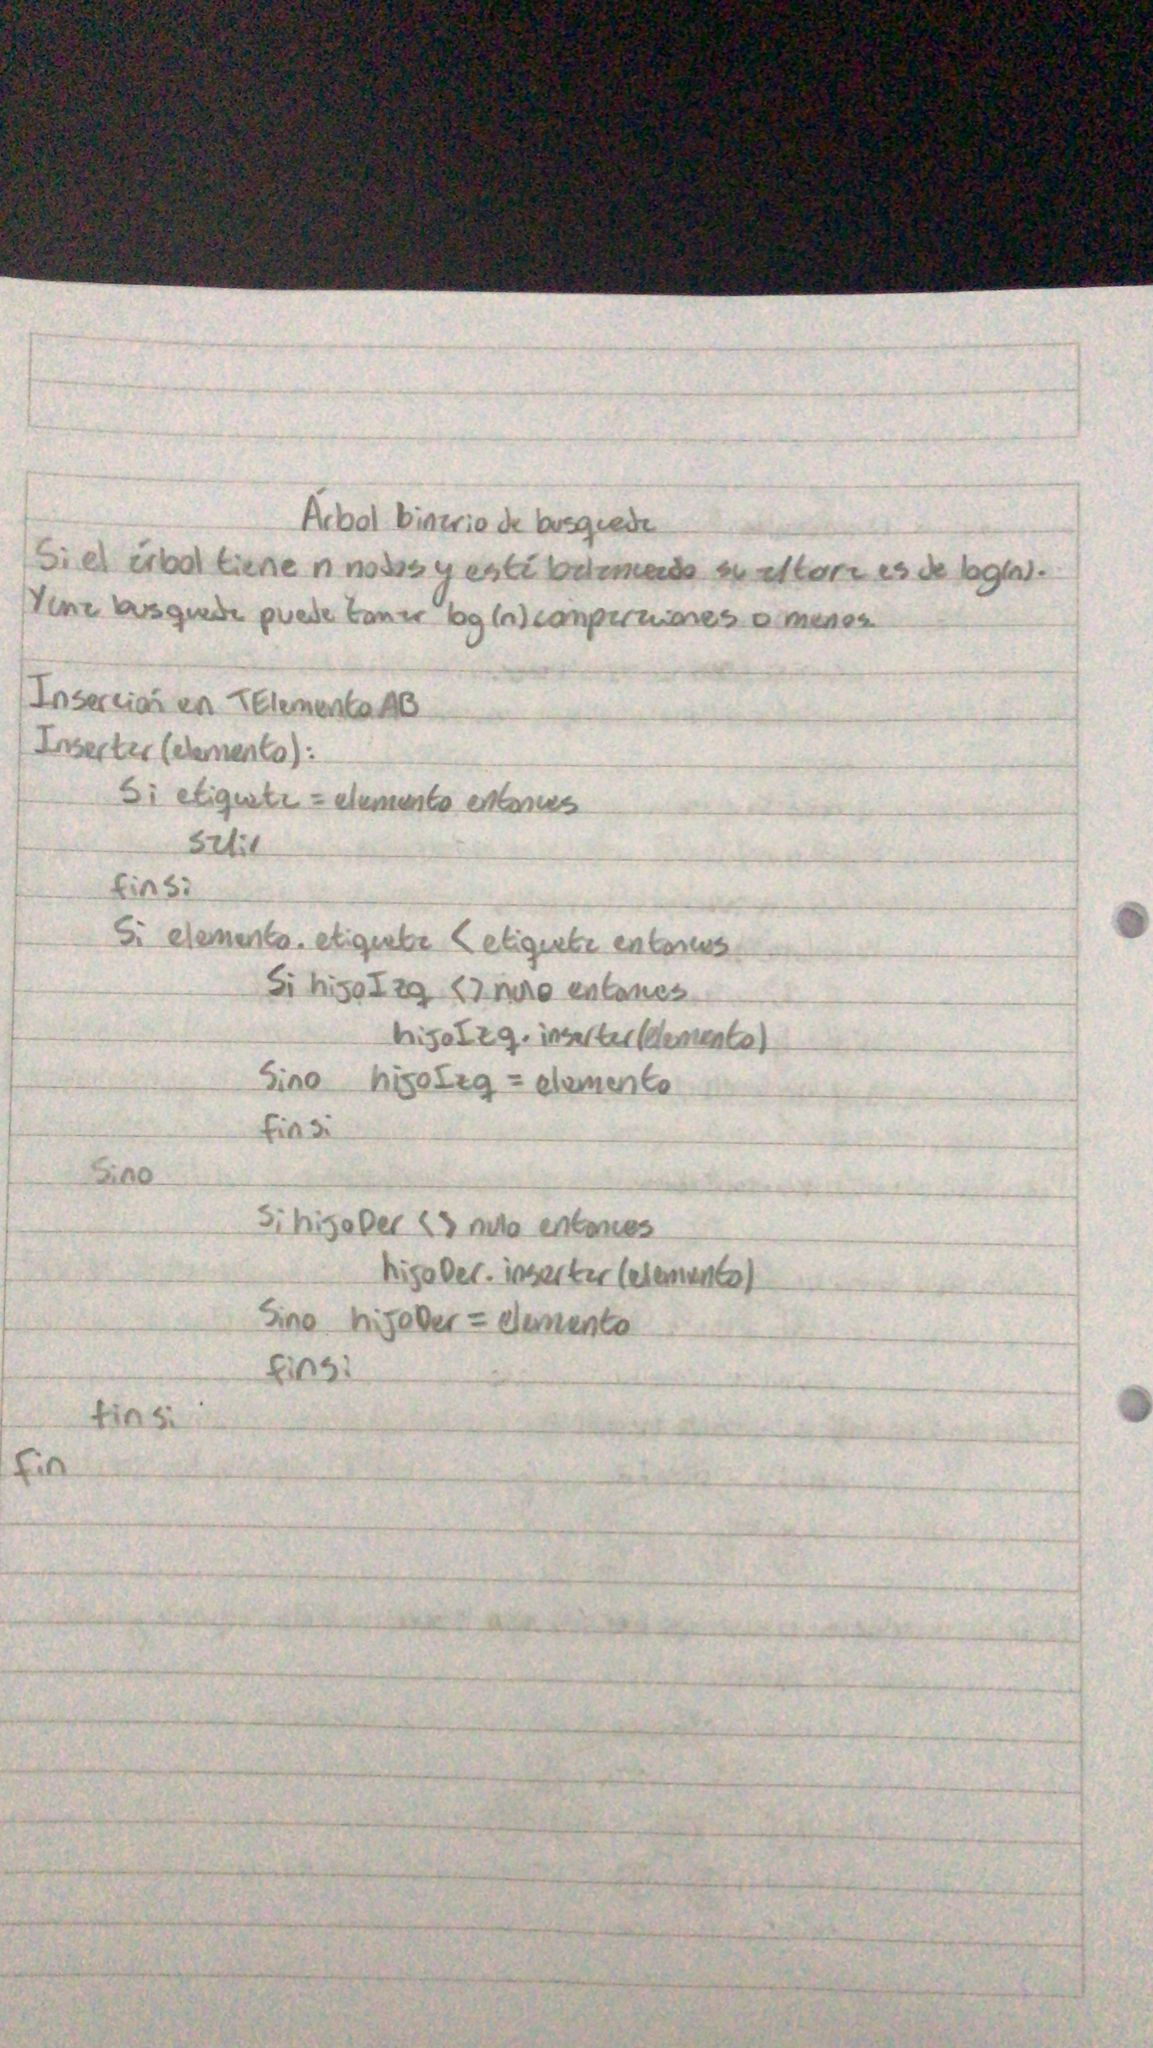 Árbol binario de busqueda
Si el árbol tiene n nodos y está balanceado su altura es de log(n).
Y una busqueda puede tomar log(n) comparaciones o menos
Inserción en TElementoAB
Insertar(elemento):
Si etiqueta = elemento entonces
salir
finsi
Si elemento.etiqueta < etiqueta entonces
Si hijoIzq <> nulo entonces
hijoIzq.insertar(elemento)
Sino hijoIzq = elemento
finsi
Sino
Si hijoDer <> nulo entonces
hijoDer.insertar(elemento)
Sino hijoDer = elemento
finsi
finsi
fin